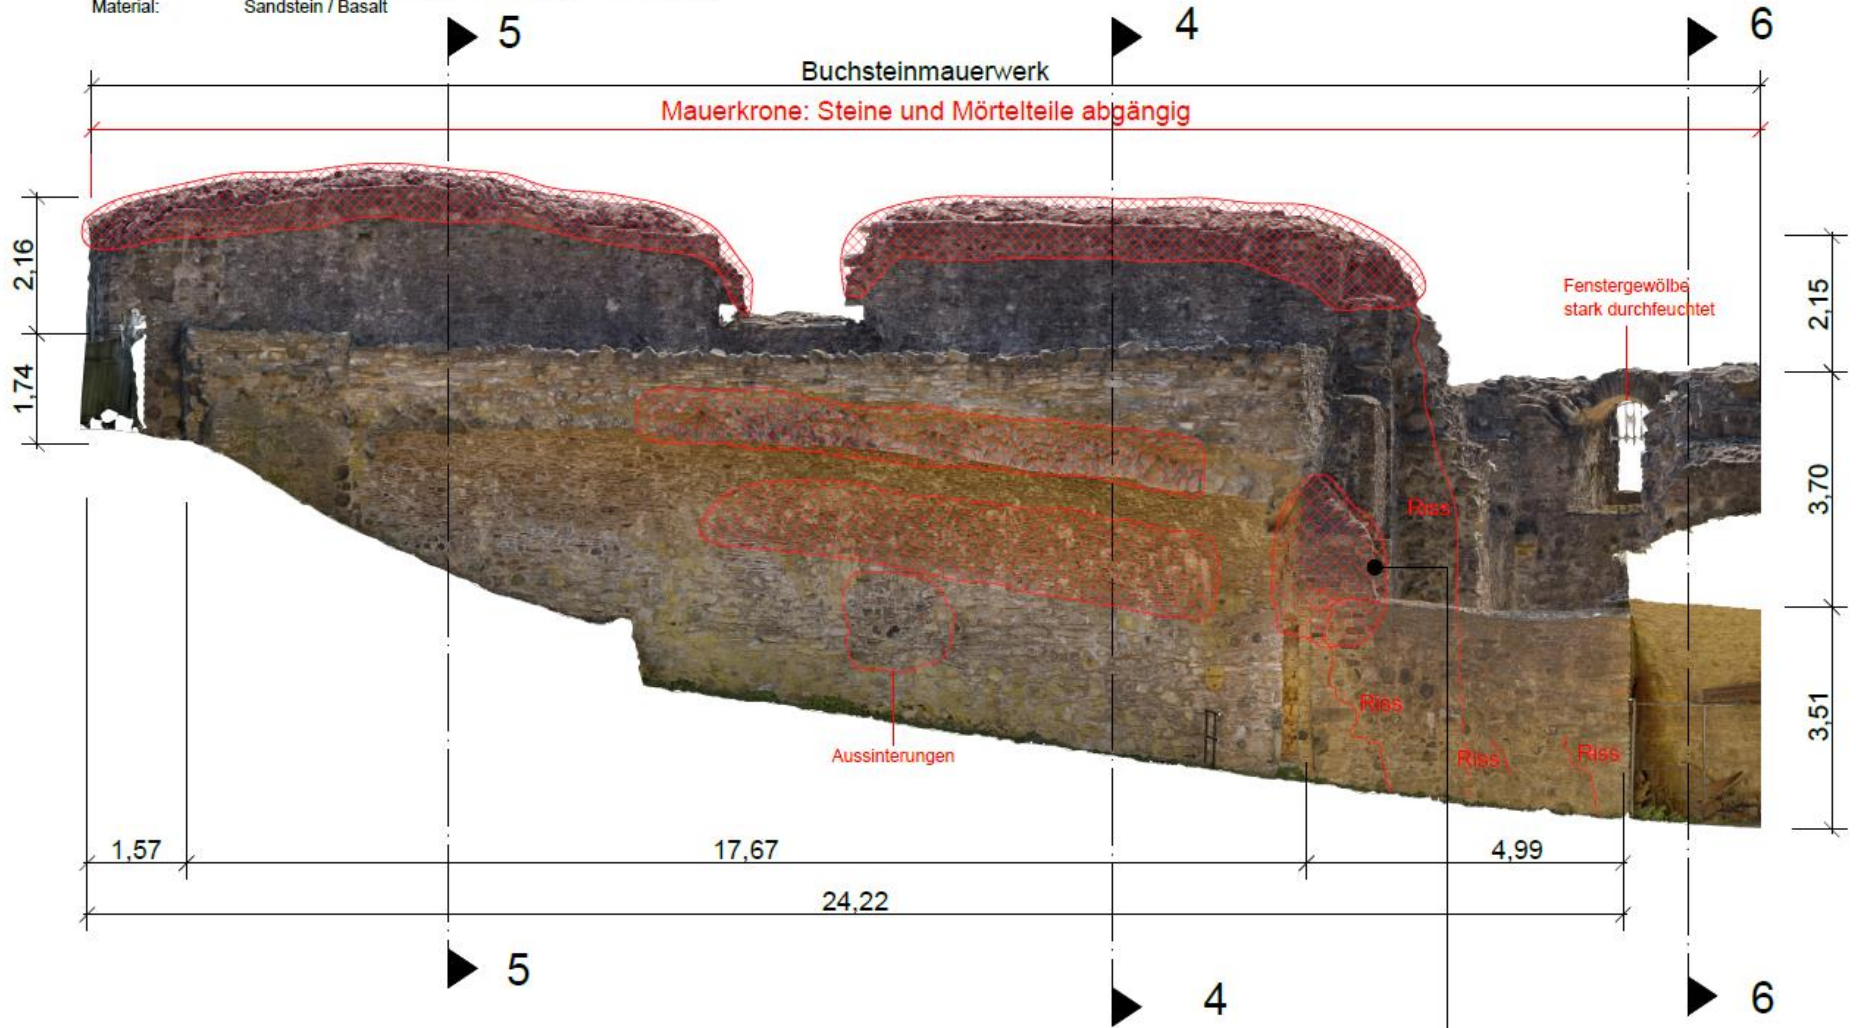 Material: Sandstein / Basalt
5
4
6
Buchsteinmauerwerk
Mauerkrone: Steine und Mörtelteile abgängig
2,16
1,74
Fenstergewölbe
stark durchfeuchtet
2,15
3,70
3,51
Riss
Riss
Riss
Riss
Aussinterungen
1,57
17,67
4,99
24,22
5
4
6